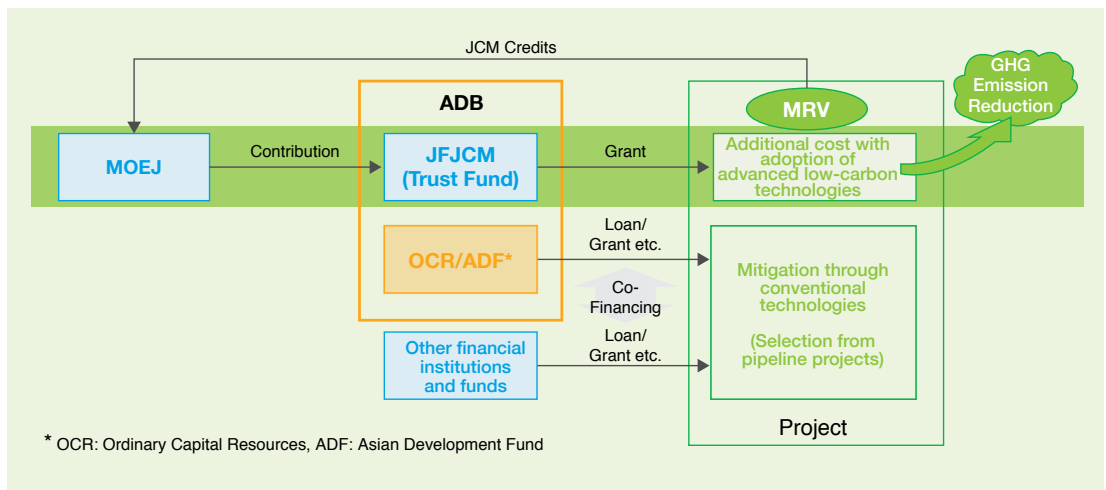 JCM Credits
GHG
Emission
Reduction
ADB
MRV
MOEJ
Contribution
JFJCM
(Trust Fund)
Grant
Additional cost with
adoption of
advanced low-carbon
technologies
OCR/ADF*
Loan/
Grant etc.
Co-
Financing
Mitigation through
conventional
technologies
(Selection from
pipeline projects)
Other financial
institutions
and funds
Loan/
Grant etc.
Project
* OCR: Ordinary Capital Resources, ADF: Asian Development Fund